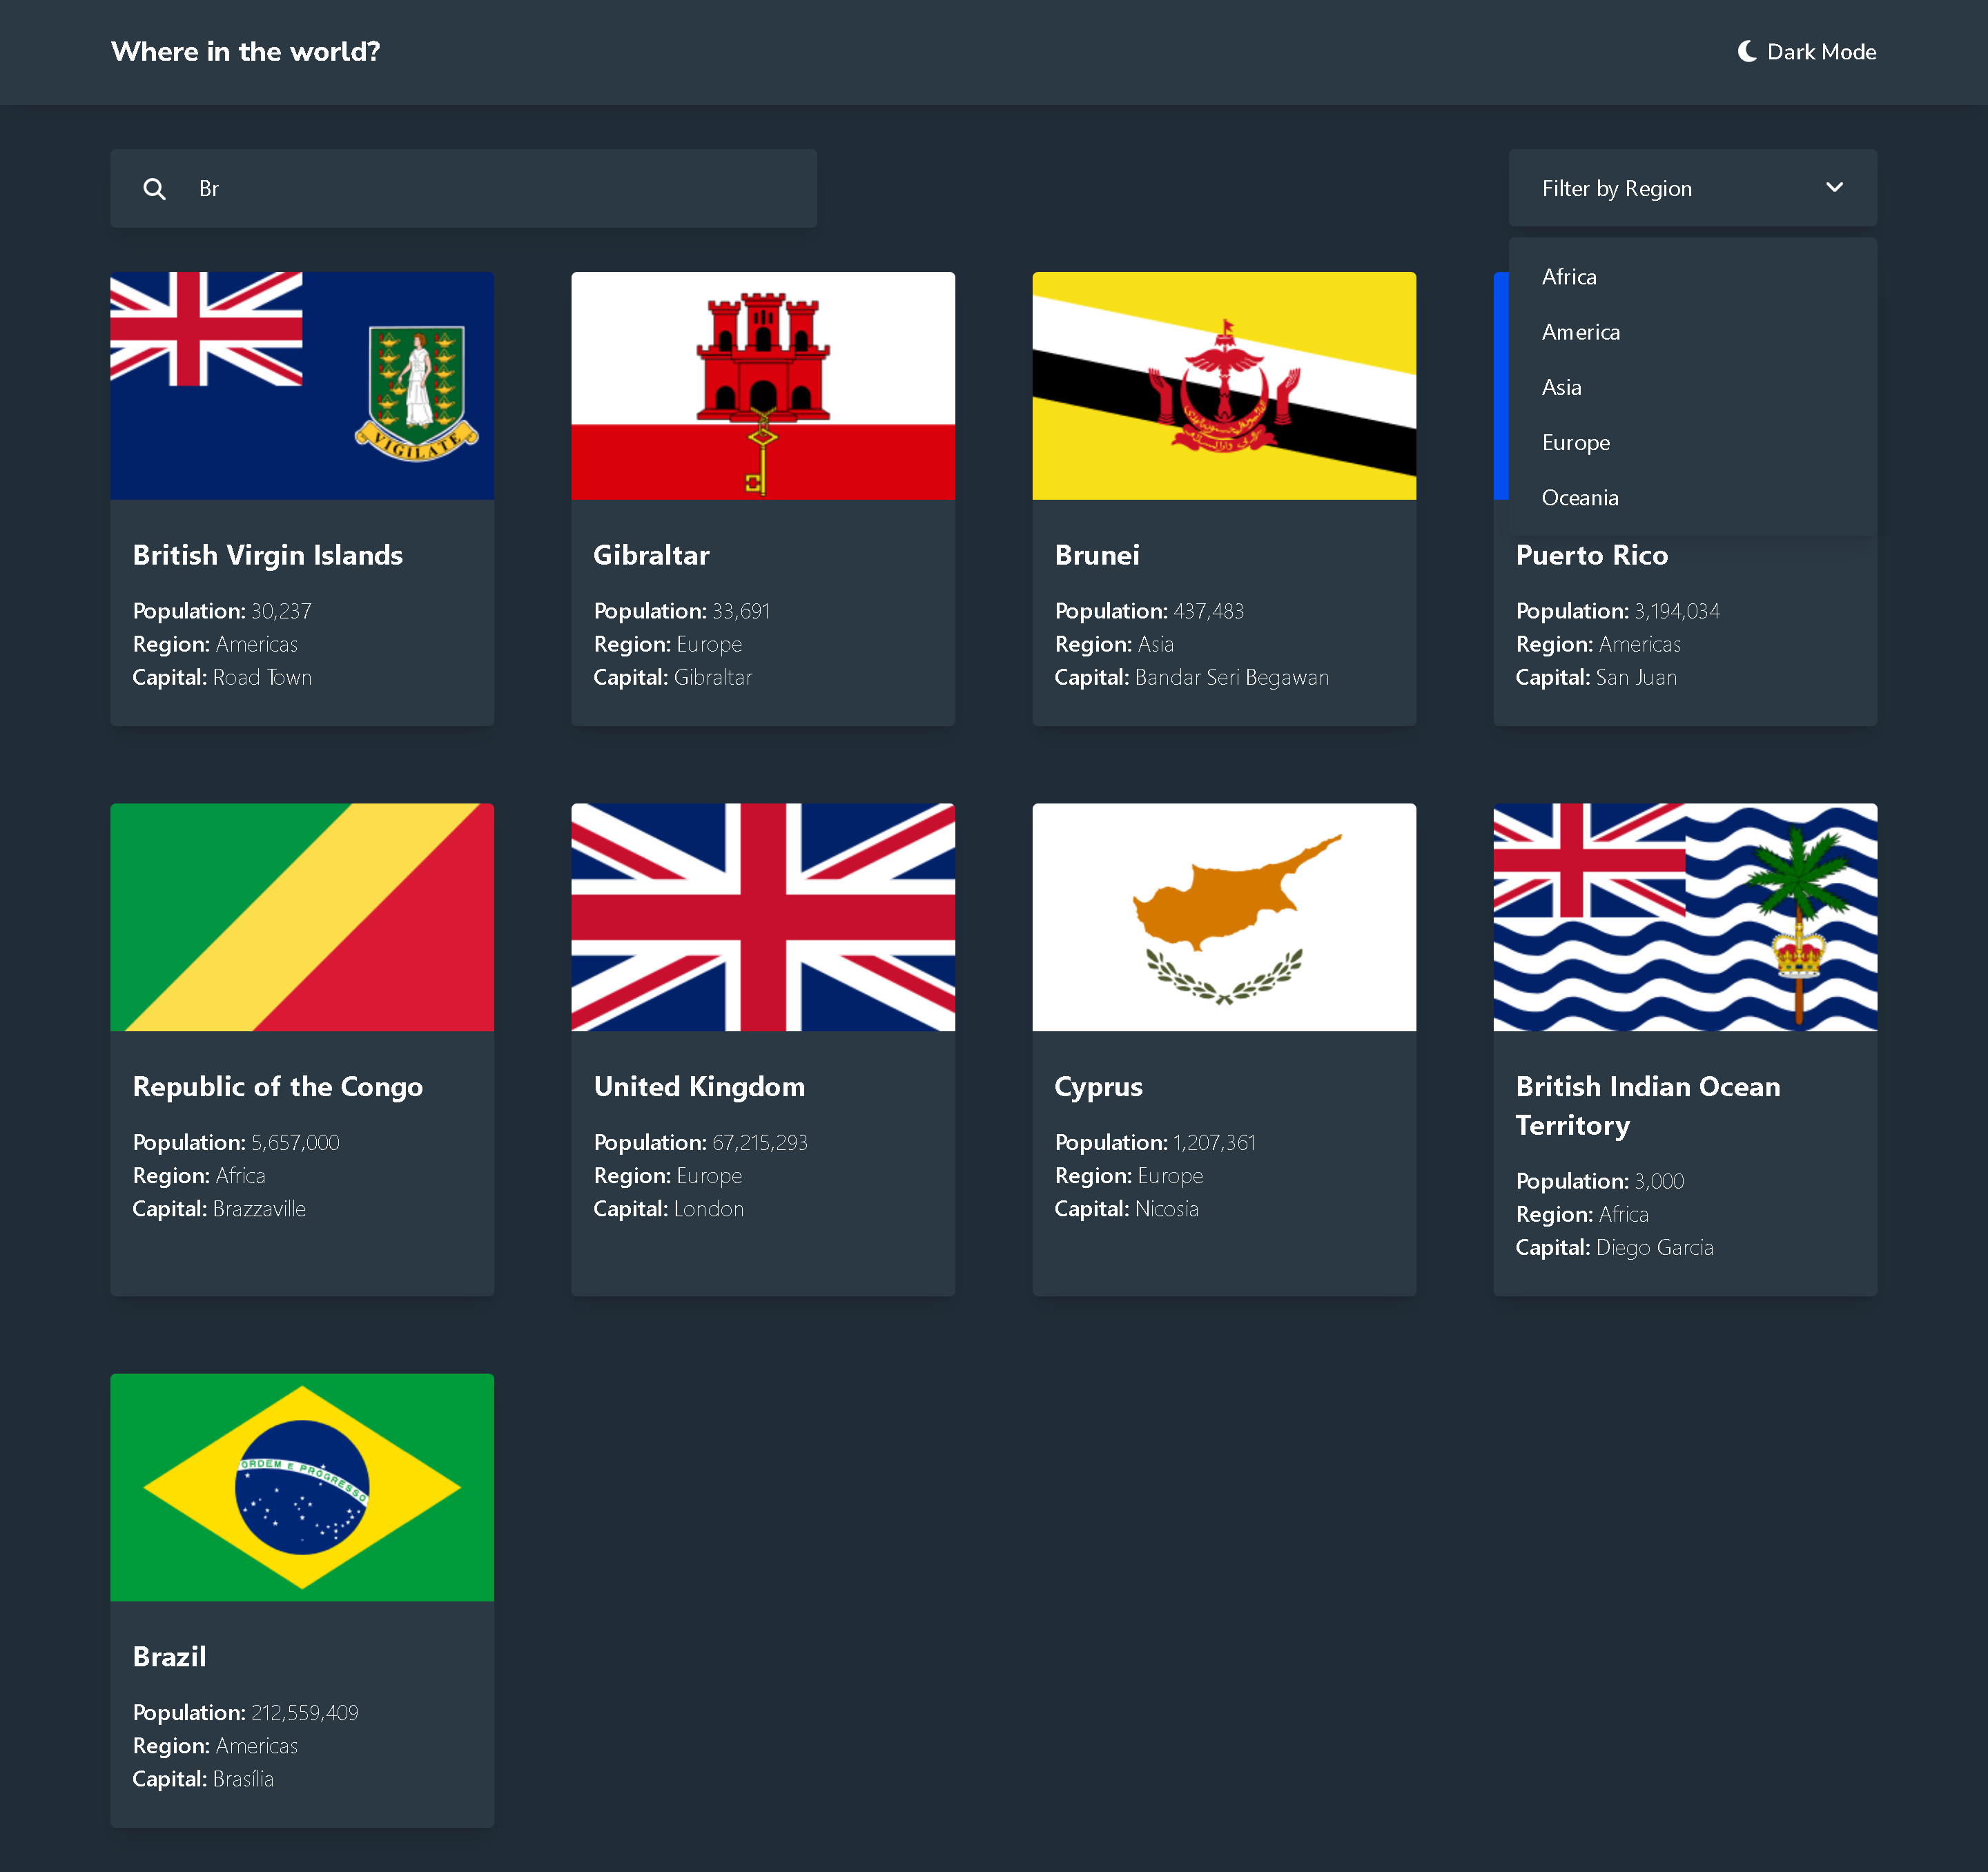 Where in the world?
Dark Mode
Br
Filter by Region
Africa
America
Asia
Europe
Oceania
VIGILATE
British Virgin Islands
Population: 30,237
Region: Americas
Capital: Road Town
Gibraltar
Population: 33,691
Region: Europe
Capital: Gibraltar
Brunei
Population: 437,483
Region: Asia
Capital: Bandar Seri Begawan
Puerto Rico
Population: 3,194,034
Region: Americas
Capital: San Juan
Republic of the Congo
Population: 5,657,000
Region: Africa
Capital: Brazzaville
United Kingdom
Population: 67,215,293
Region: Europe
Capital: London
Cyprus
Population: 1,207,361
Region: Europe
Capital: Nicosia
British Indian Ocean
Territory
Population: 3,000
Region: Africa
Capital: Diego Garcia
ORDEM E PROGRESSO
Brazil
Population: 212,559,409
Region: Americas
Capital: Brasília